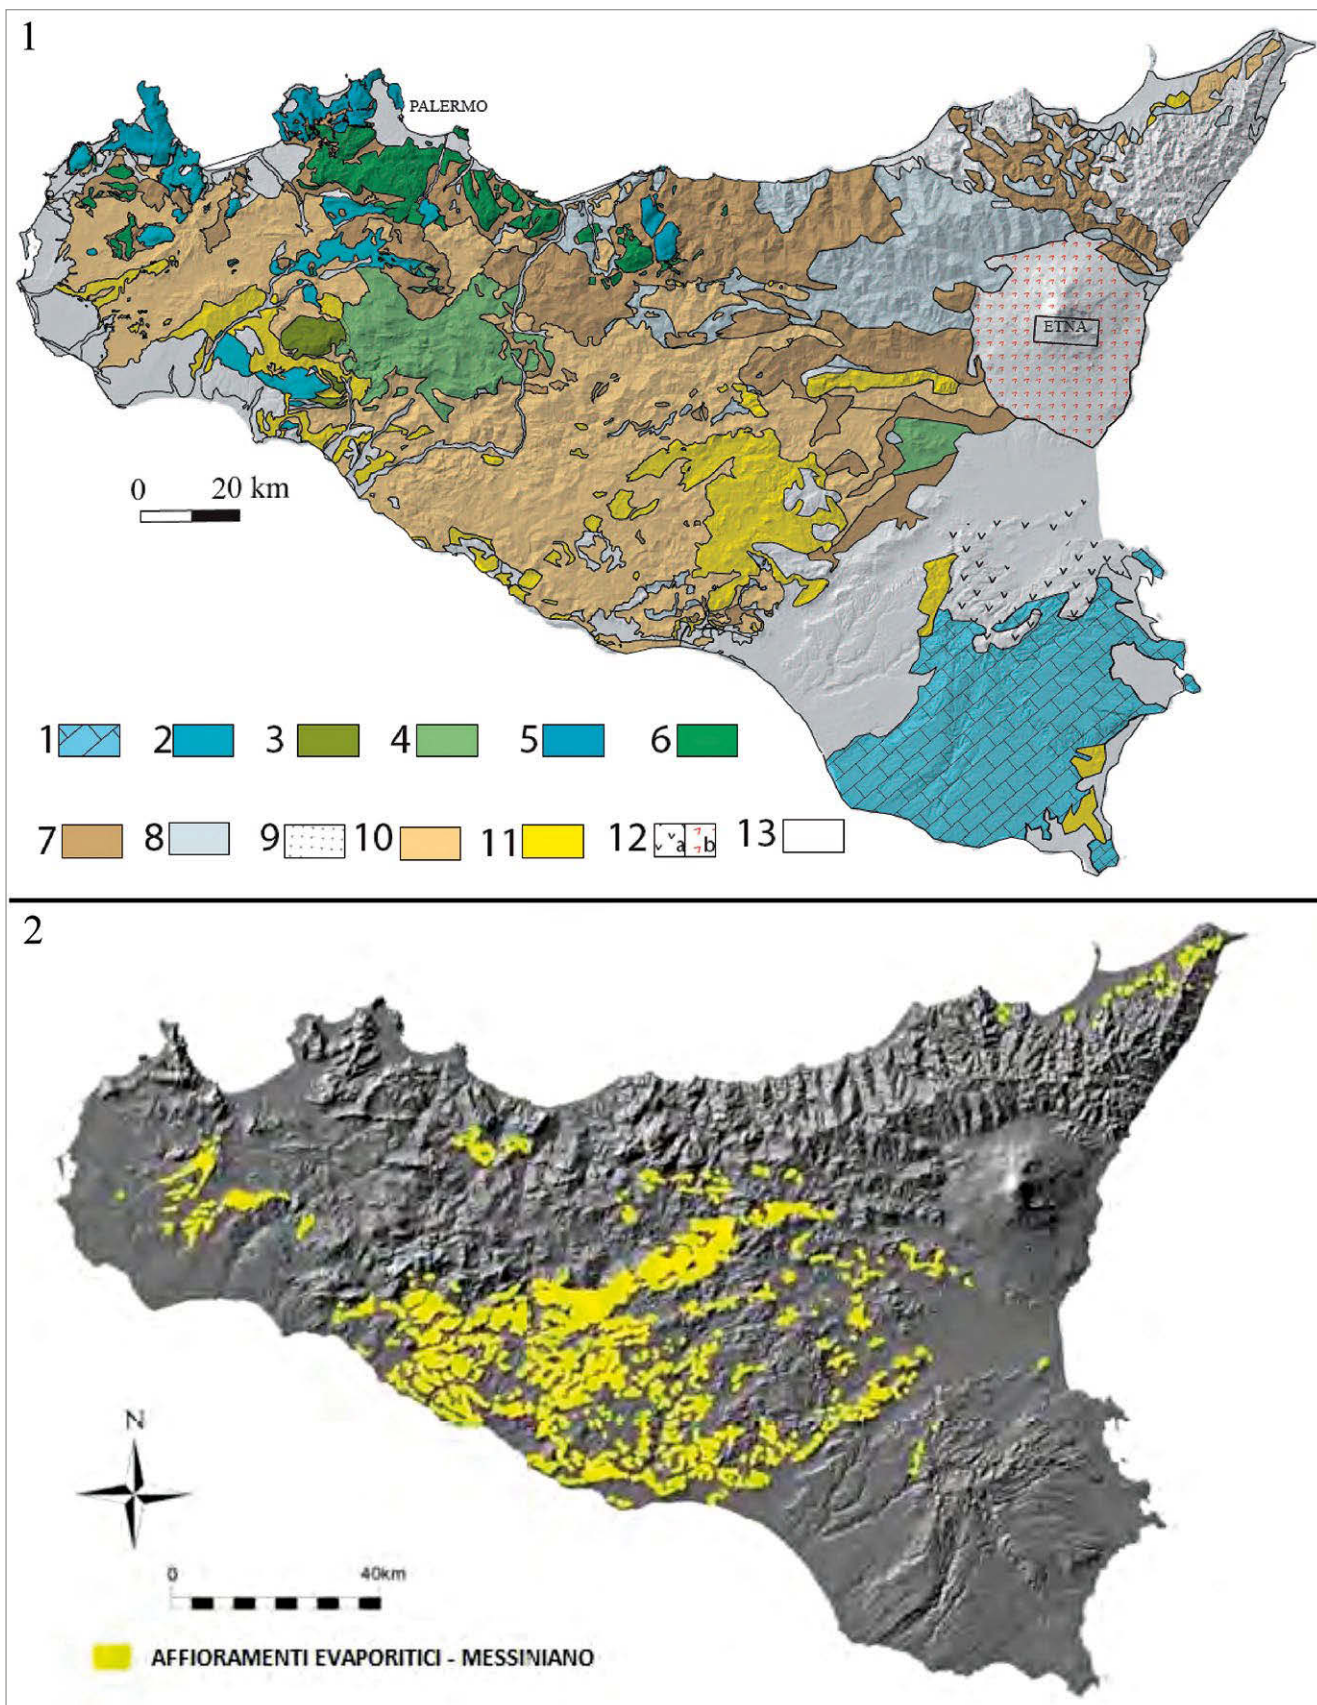 1
PALERMO
ETNA
0 20 km
1 2 3 4 5 6
7 8 9 10 11 12 a b 13
2
N
0 40km
AFFIORAMENTI EVAPORITICI - MESSINIANO